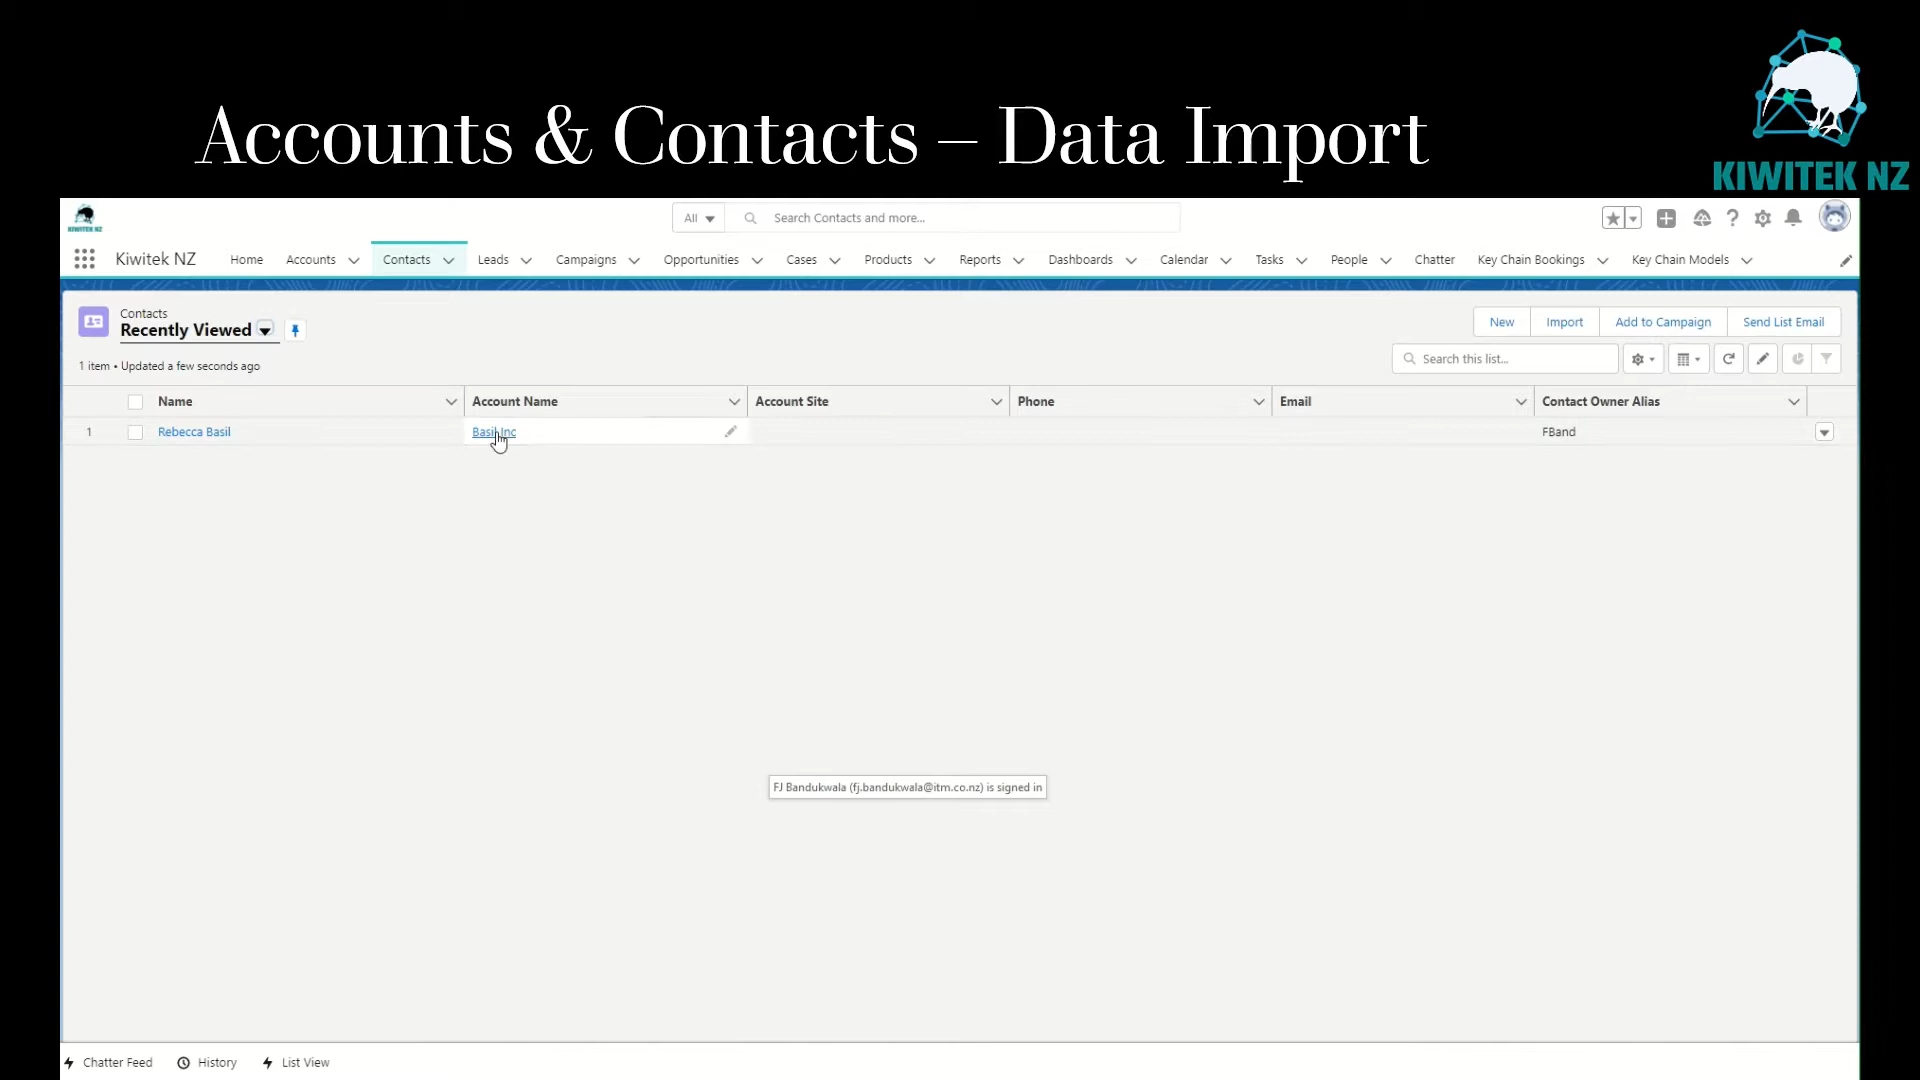 Accounts & Contacts – Data Import
KIWITEK NZ
KIWITEK NZ
All
Search Contacts and more...
Kiwitek NZ
Home
Accounts
Contacts
Leads
Campaigns
Opportunities
Cases
Products
Reports
Dashboards
Calendar
Tasks
People
Chatter
Key Chain Bookings
Key Chain Models
Contacts
Recently Viewed
New
Import
Add to Campaign
Send List Email
1 item • Updated a few seconds ago
Search this list...
Name
Account Name
Account Site
Phone
Email
Contact Owner Alias
1
Rebecca Basil
Basil Inc
FBand
FJ Bandukwala (fj.bandukwala@itm.co.nz) is signed in
Chatter Feed
History
List View